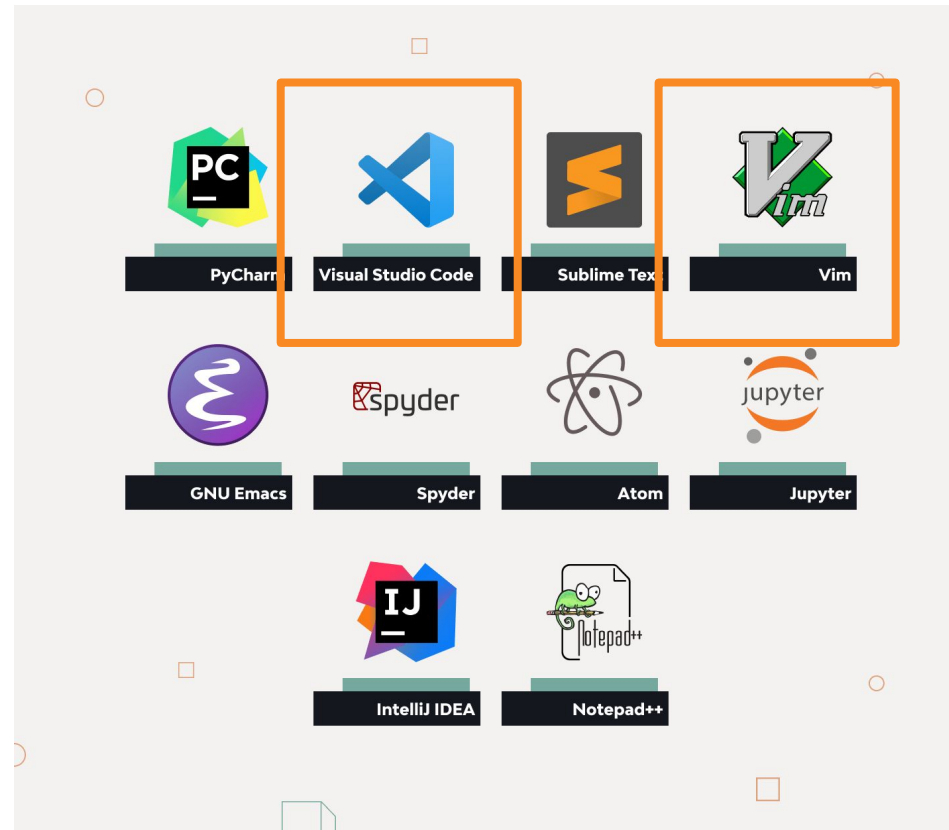 PC
Vim
PyCharm
Visual Studio Code
Sublime Text
Vim
spyder
jupyter
GNU Emacs
Spyder
Atom
Jupyter
IJ
Notepad++
IntelliJ IDEA
Notepad++